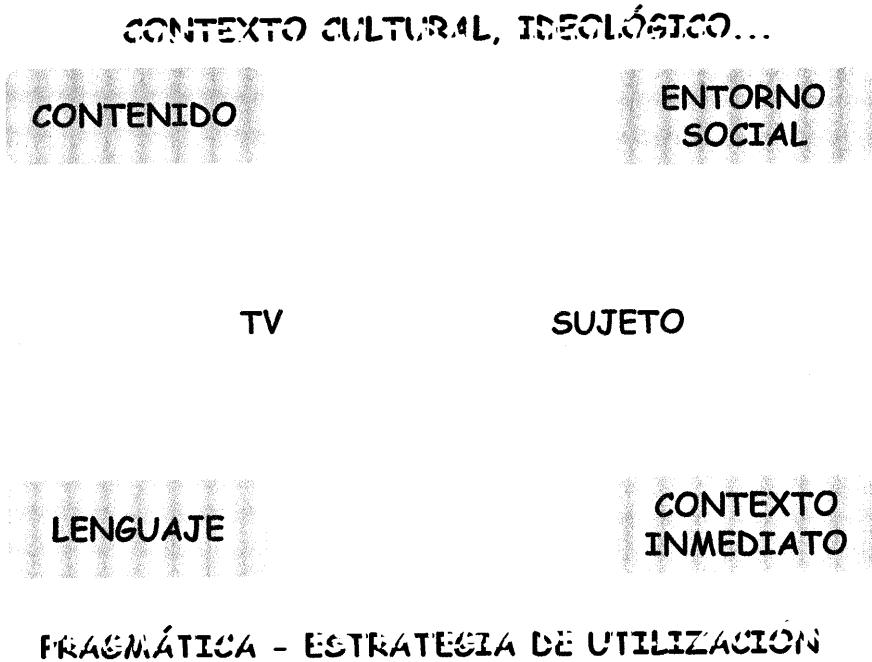 CONTEXTO CULTURAL, IDEOLÓGICO...
CONTENIDO
ENTORNO
SOCIAL
TV
SUJETO
LENGUAJE
CONTEXTO
INMEDIATO
PRAGMÁTICA - ESTRATEGIA DE UTILIZACIÓN